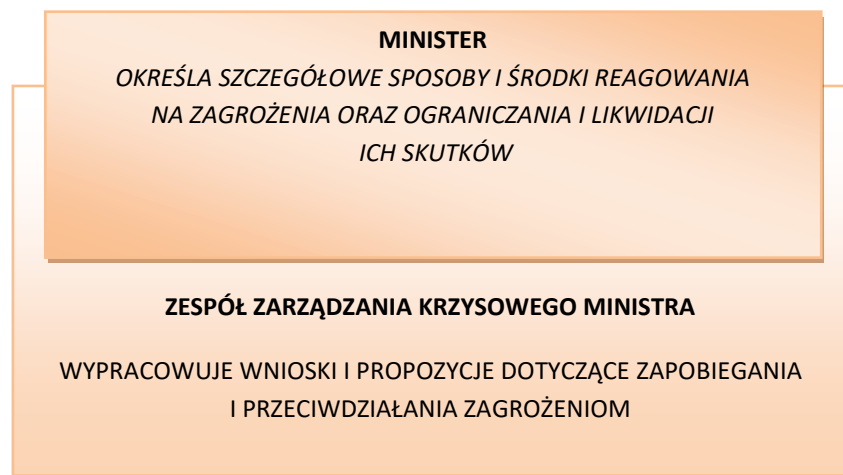 MINISTER
OKREŚLA SZCZEGÓŁOWE SPOSOBY I ŚRODKI REAGOWANIA
NA ZAGROŻENIA ORAZ OGRANICZANIA I LIKWIDACJI
ICH SKUTKÓW
ZESPÓŁ ZARZĄDZANIA KRZYSOWEGO MINISTRA
WYPRACOWUJE WNIOSKI I PROPOZYCJE DOTYCZĄCE ZAPOBIEGANIA
I PRZECIWDZIAŁANIA ZAGROŻENIOM